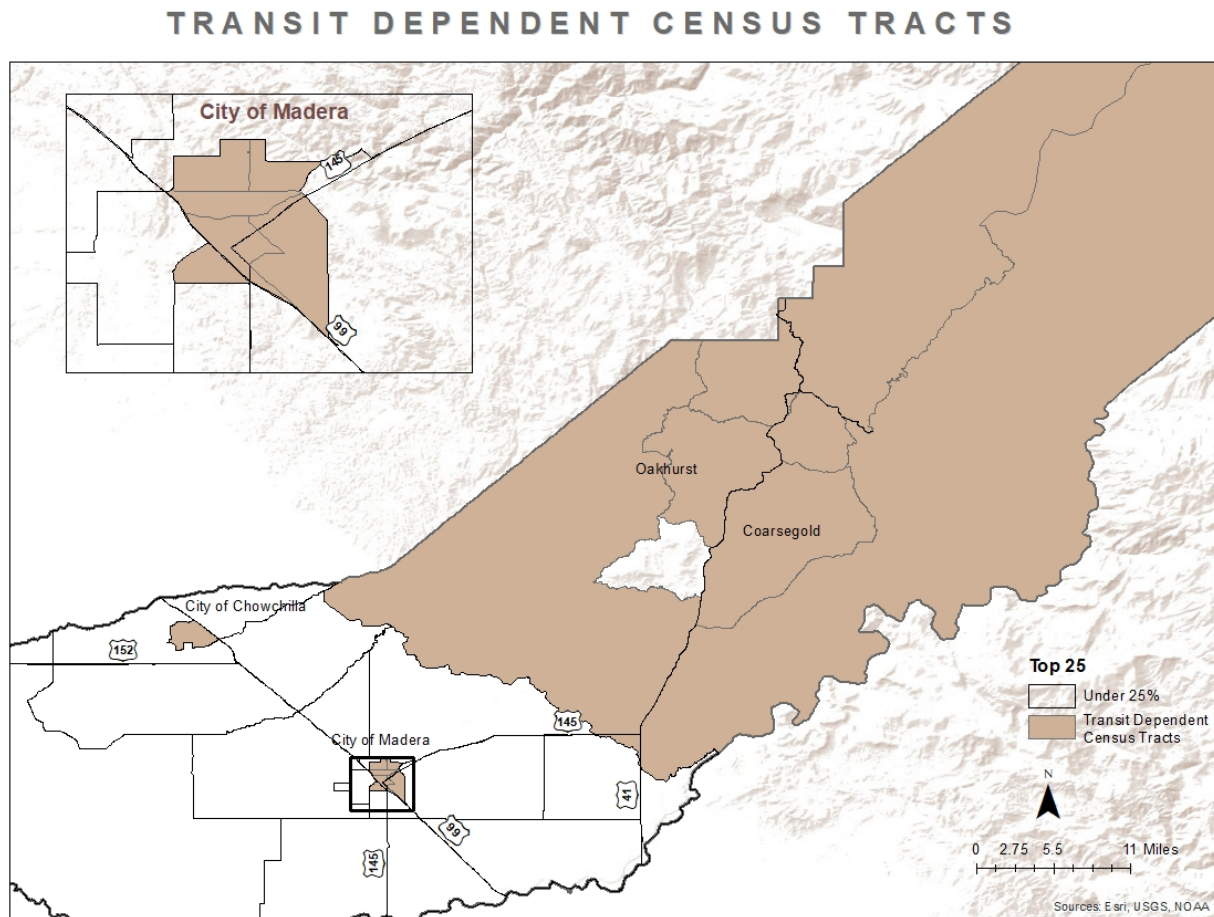 TRANSIT DEPENDENT CENSUS TRACTS
City of Madera
145
99
Oakhurst
Coarsegold
City of Chowchilla
152
145
City of Madera
41
99
145
Top 25
Under 25%
Transit Dependent
Census Tracts
N
0 2.75 5.5 11 Miles
Sources: Esri, USGS, NOAA